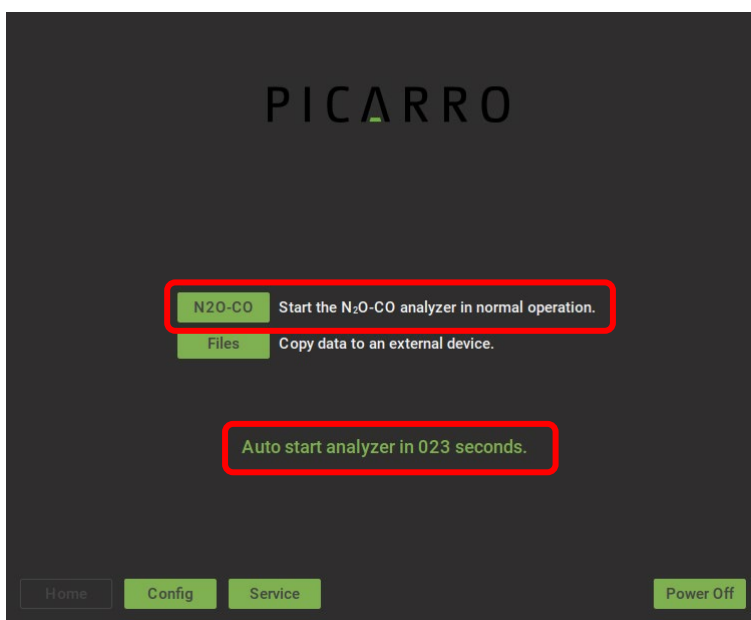 PICARRO
N2O-CO Start the N₂O-CO analyzer in normal operation.
Files Copy data to an external device.
Auto start analyzer in 023 seconds.
Home Config Service Power Off